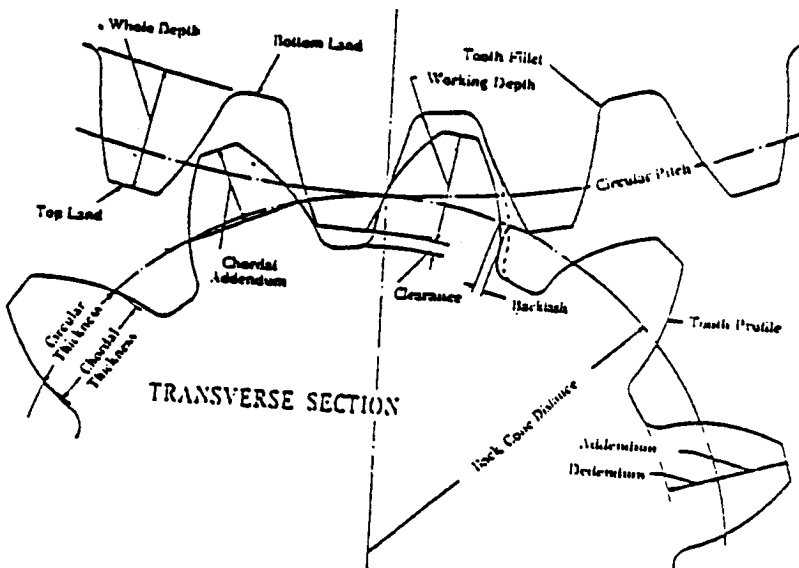 Whole Depth
Bottom Land
Tooth Fillet
Working Depth
Circular Pitch
Top Land
Chordal
Addendum
Clearance
Backlash
Circular
Thickness
Chordal
Thickness
Tooth Profile
TRANSVERSE SECTION
Back Cone Distance
Addendum
Dedendum